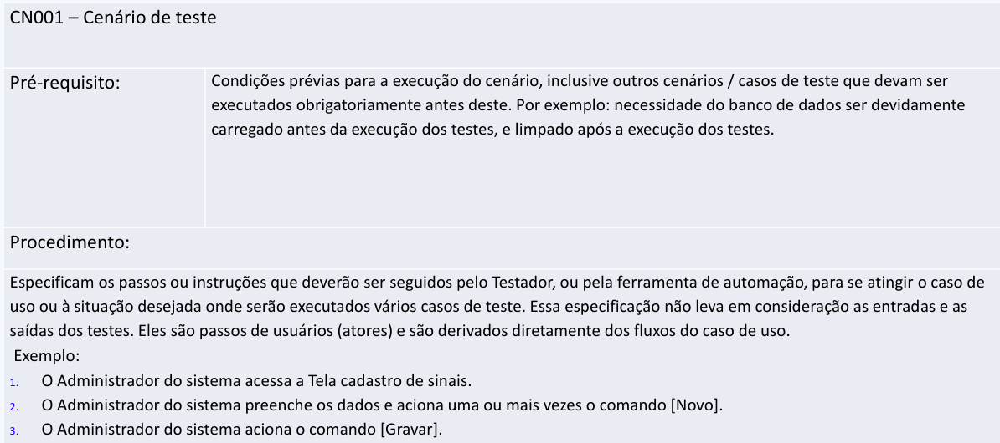 CN001 – Cenário de teste
Pré-requisito:
Condições prévias para a execução do cenário, inclusive outros cenários / casos de teste que devam ser
executados obrigatoriamente antes deste. Por exemplo: necessidade do banco de dados ser devidamente
carregado antes da execução dos testes, e limpado após a execução dos testes.
Procedimento:
Especificam os passos ou instruções que deverão ser seguidos pelo Testador, ou pela ferramenta de automação, para se atingir o caso de
uso ou à situação desejada onde serão executados vários casos de teste. Essa especificação não leva em consideração as entradas e as
saídas dos testes. Eles são passos de usuários (atores) e são derivados diretamente dos fluxos do caso de uso.
Exemplo:
1. O Administrador do sistema acessa a Tela cadastro de sinais.
2. O Administrador do sistema preenche os dados e aciona uma ou mais vezes o comando [Novo].
3. O Administrador do sistema aciona o comando [Gravar].